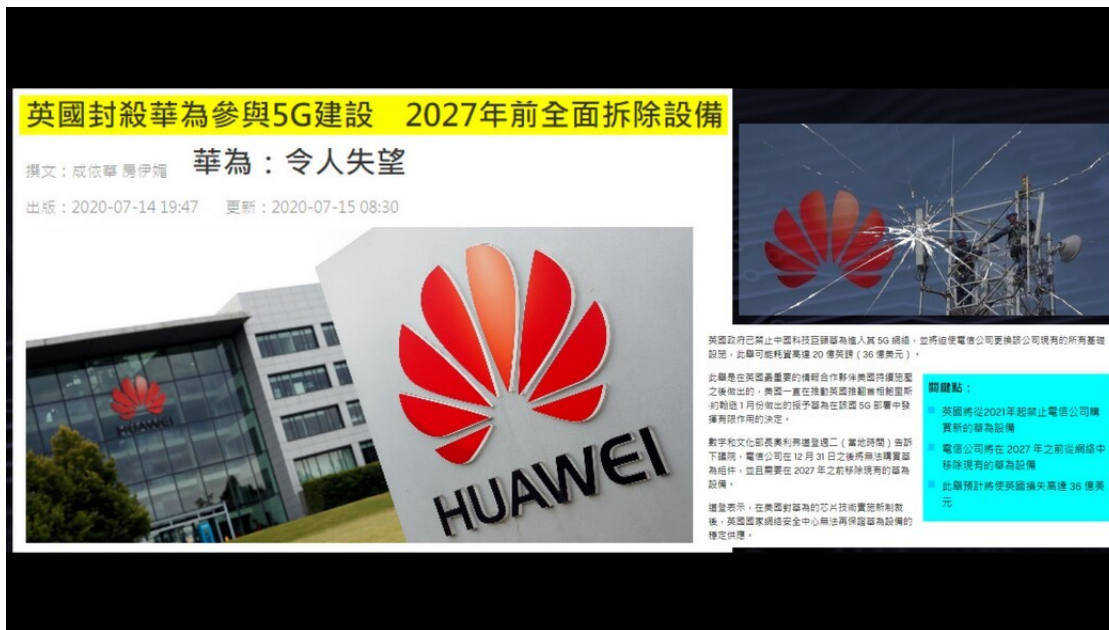 英國封殺華為參與5G建設　2027年前全面拆除設備
華為：令人失望
撰文：成依華 房伊媚
出版：2020-07-14 19:47　更新：2020-07-15 08:30
HUAWEI
HUAWEI
英國政府已禁止中國科技巨頭華為進入其 5G 網絡，並將迫使電信公司更換該公司現有的所有基礎
設施，此舉可能耗資高達 20 億英鎊（36 億美元）。
此舉是在英國最重要的情報合作夥伴美國持續施壓
之後做出的，美國一直在推動英國推翻首相鮑里斯
·約翰遜 1 月份做出的授予華為在該國 5G 部署中發
揮有限作用的決定。
數字和文化部長奧利弗道登週二（當地時間）告訴
下議院，電信公司在 12 月 31 日之後將無法購買華
為組件，並且需要在 2027 年之前移除現有的華為
設備。
道登表示，在美國對華為的芯片技術實施新制裁
後，英國國家網絡安全中心無法再保證華為設備的
穩定供應。
關鍵點：
英國將從2021年起禁止電信公司購
買新的華為設備
電信公司將在 2027 年之前從網絡中
移除現有的華為設備
此舉預計將使英國損失高達 36 億美
元